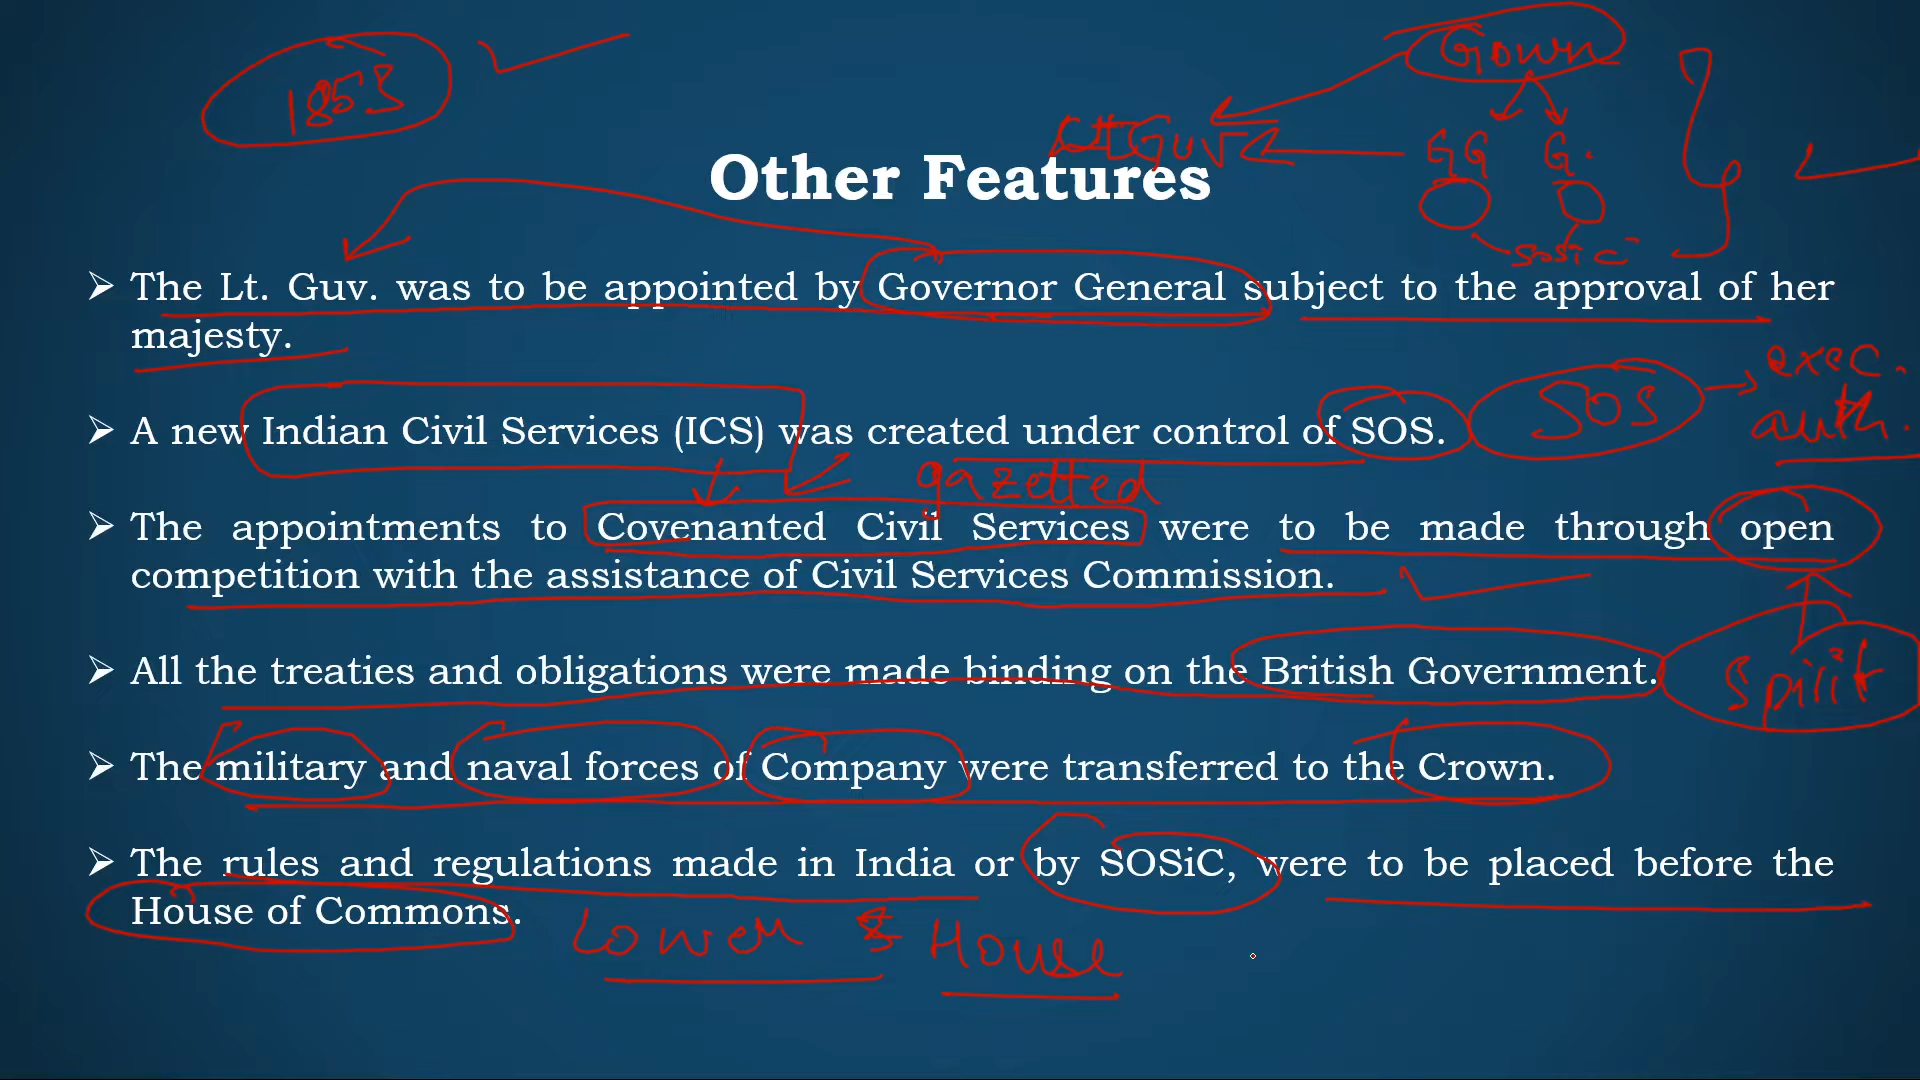 1853
Gown
Lt Guv
GG G.
Other Features
SOSiC
➢ The Lt. Guv. was to be appointed by Governor General subject to the approval of her
majesty.
exec.
auth.
SOS
➢ A new Indian Civil Services (ICS) was created under control of SOS.
gazetted
➢ The appointments to Covenanted Civil Services were to be made through open
competition with the assistance of Civil Services Commission.
➢ All the treaties and obligations were made binding on the British Government.
Spirit
➢ The military and naval forces of Company were transferred to the Crown.
➢ The rules and regulations made in India or by SOSiC, were to be placed before the
House of Commons.
Lower House